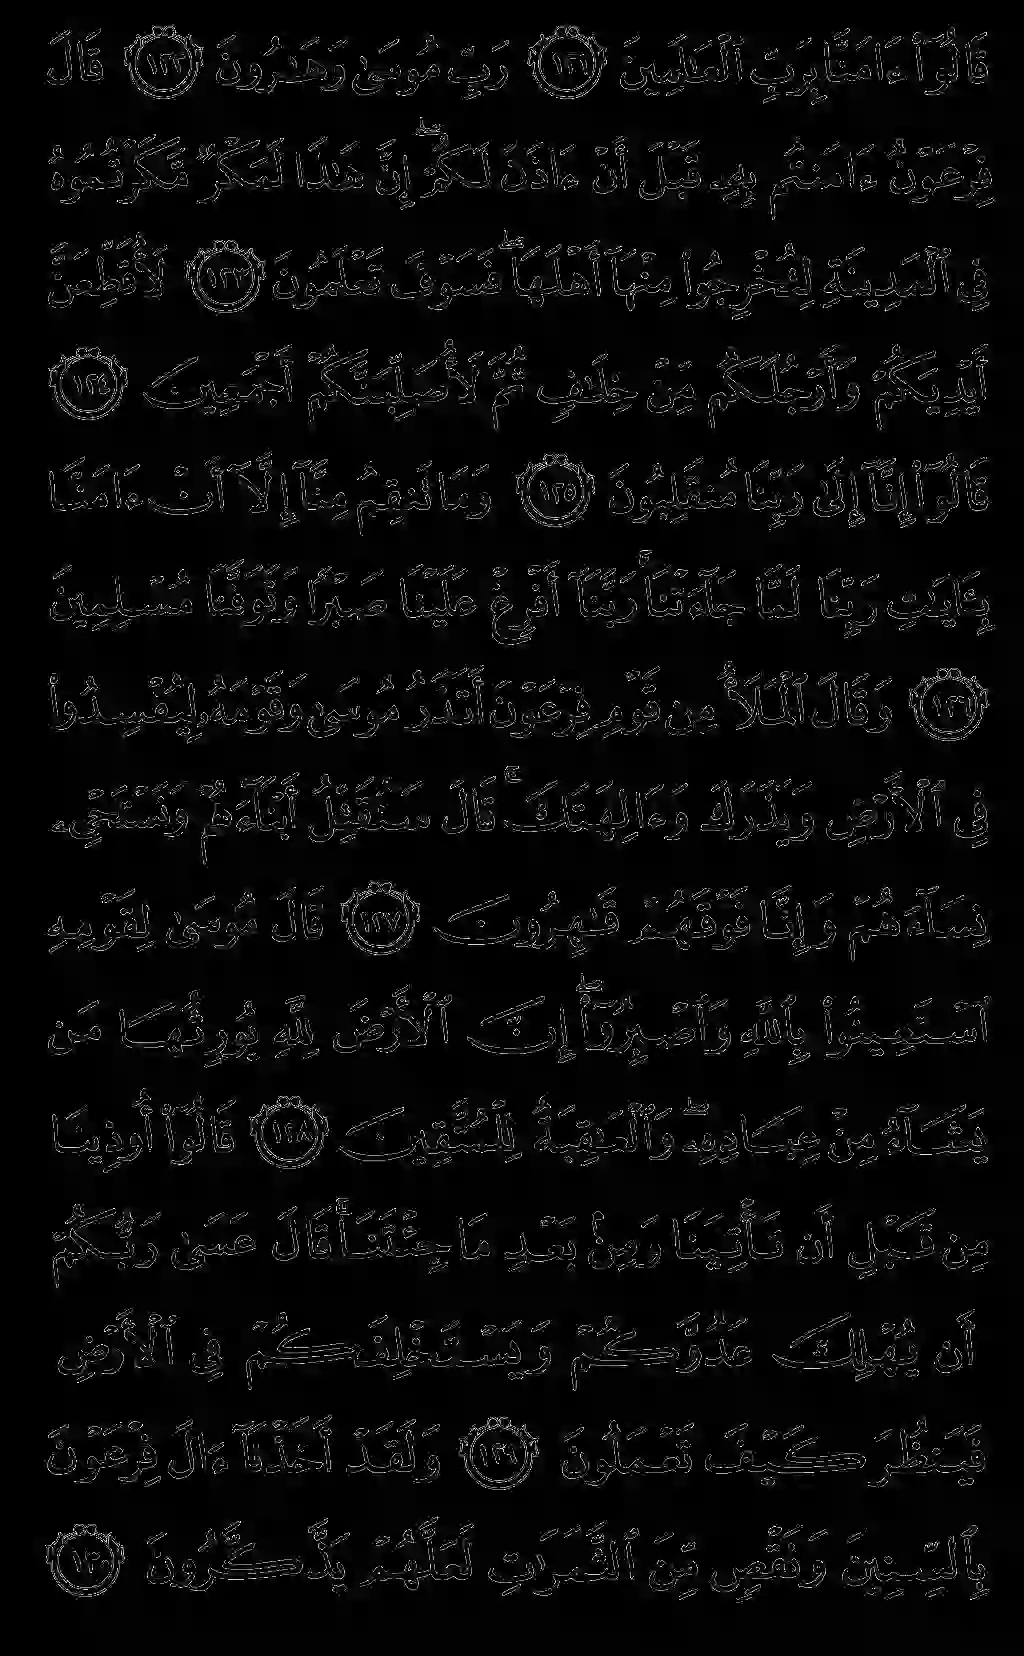 قَالُوٓا۟ ءَامَنَّا بِرَبِّ ٱلْعَـٰلَمِينَ ١٢١ رَبِّ مُوسَىٰ وَهَـٰرُونَ ١٢٢ قَالَ
فِرْعَوْنُ ءَامَنتُم بِهِۦ قَبْلَ أَنْ ءَاذَنَ لَكُمْ ۖ إِنَّ هَـٰذَا لَمَكْرٌ مَّكَرْتُمُوهُ
فِى ٱلْمَدِينَةِ لِتُخْرِجُوا۟ مِنْهَآ أَهْلَهَا ۖ فَسَوْفَ تَعْلَمُونَ ١٢٣ لَأُقَطِّعَنَّ
أَيْدِيَكُمْ وَأَرْجُلَكُم مِّنْ خِلَـٰفٍ ثُمَّ لَأُصَلِّبَنَّكُمْ أَجْمَعِينَ ١٢٤
قَالُوٓا۟ إِنَّآ إِلَىٰ رَبِّنَا مُنقَلِبُونَ ١٢٥ وَمَا تَنقِمُ مِنَّآ إِلَّآ أَنْ ءَامَنَّا
بِـَٔايَـٰتِ رَبِّنَا لَمَّا جَآءَتْنَا ۚ رَبَّنَآ أَفْرِغْ عَلَيْنَا صَبْرًا وَتَوَفَّنَا مُسْلِمِينَ
١٢٦ وَقَالَ ٱلْمَلَأُ مِن قَوْمِ فِرْعَوْنَ أَتَذَرُ مُوسَىٰ وَقَوْمَهُۥ لِيُفْسِدُوا۟
فِى ٱلْأَرْضِ وَيَذَرَكَ وَءَالِهَتَكَ ۚ قَالَ سَنُقَتِّلُ أَبْنَآءَهُمْ وَنَسْتَحْىِۦ
نِسَآءَهُمْ وَإِنَّا فَوْقَهُمْ قَـٰهِرُونَ ١٢٧ قَالَ مُوسَىٰ لِقَوْمِهِ
ٱسْتَعِينُوا۟ بِٱللَّهِ وَٱصْبِرُوٓا۟ ۖ إِنَّ ٱلْأَرْضَ لِلَّهِ يُورِثُهَا مَن
يَشَآءُ مِنْ عِبَادِهِۦ ۖ وَٱلْعَـٰقِبَةُ لِلْمُتَّقِينَ ١٢٨ قَالُوٓا۟ أُوذِينَا
مِن قَبْلِ أَن تَأْتِيَنَا وَمِنۢ بَعْدِ مَا جِئْتَنَا ۚ قَالَ عَسَىٰ رَبُّكُمْ
أَن يُهْلِكَ عَدُوَّكُمْ وَيَسْتَخْلِفَكُمْ فِى ٱلْأَرْضِ
فَيَنظُرَ كَيْفَ تَعْمَلُونَ ١٢٩ وَلَقَدْ أَخَذْنَآ ءَالَ فِرْعَوْنَ
بِٱلسِّنِينَ وَنَقْصٍ مِّنَ ٱلثَّمَرَٰتِ لَعَلَّهُمْ يَذَّكَّرُونَ ١٣٠